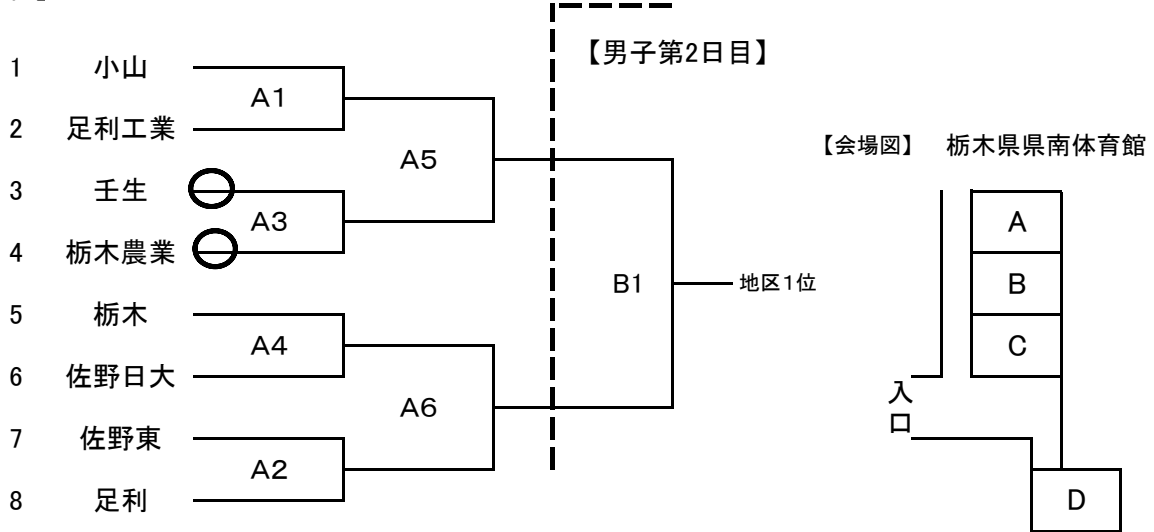 【男子第2日目】
1 小山
A1
2 足利工業
A5
3 壬生
A3
4 栃木農業
B1
地区1位
5 栃木
A4
6 佐野日大
A6
7 佐野東
A2
8 足利
【会場図】 栃木県県南体育館
A
B
C
入口
D